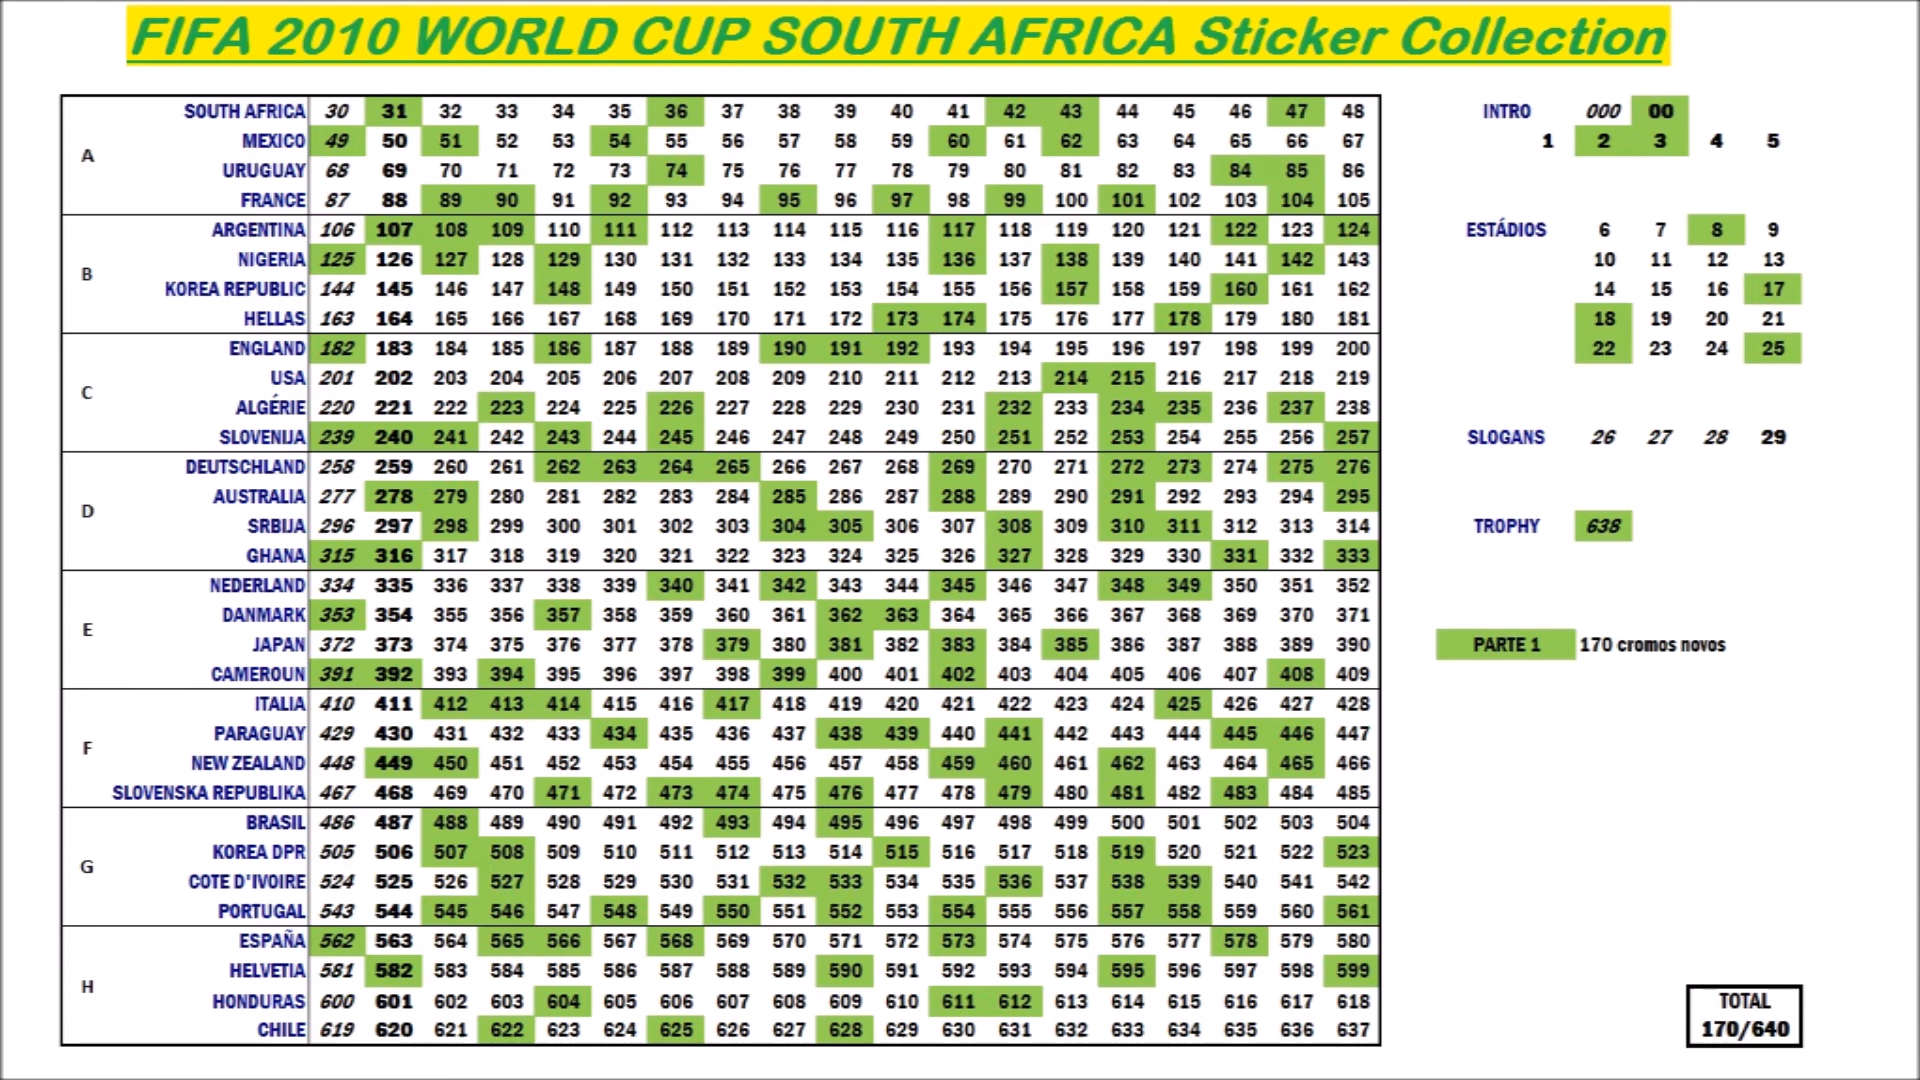 FIFA 2010 WORLD CUP SOUTH AFRICA Sticker Collection
SOUTH AFRICA 30 31 32 33 34 35 36 37 38 39 40 41 42 43 44 45 46 47 48
INTRO 000 00
MEXICO 49 50 51 52 53 54 55 56 57 58 59 60 61 62 63 64 65 66 67
1 2 3 4 5
A
URUGUAY 68 69 70 71 72 73 74 75 76 77 78 79 80 81 82 83 84 85 86
FRANCE 87 88 89 90 91 92 93 94 95 96 97 98 99 100 101 102 103 104 105
ARGENTINA 106 107 108 109 110 111 112 113 114 115 116 117 118 119 120 121 122 123 124
ESTÁDIOS 6 7 8 9
NIGERIA 125 126 127 128 129 130 131 132 133 134 135 136 137 138 139 140 141 142 143
10 11 12 13
B
KOREA REPUBLIC 144 145 146 147 148 149 150 151 152 153 154 155 156 157 158 159 160 161 162
14 15 16 17
HELLAS 163 164 165 166 167 168 169 170 171 172 173 174 175 176 177 178 179 180 181
18 19 20 21
ENGLAND 182 183 184 185 186 187 188 189 190 191 192 193 194 195 196 197 198 199 200
22 23 24 25
USA 201 202 203 204 205 206 207 208 209 210 211 212 213 214 215 216 217 218 219
C
ALGÉRIE 220 221 222 223 224 225 226 227 228 229 230 231 232 233 234 235 236 237 238
SLOVENIJA 239 240 241 242 243 244 245 246 247 248 249 250 251 252 253 254 255 256 257
SLOGANS 26 27 28 29
DEUTSCHLAND 258 259 260 261 262 263 264 265 266 267 268 269 270 271 272 273 274 275 276
AUSTRALIA 277 278 279 280 281 282 283 284 285 286 287 288 289 290 291 292 293 294 295
D
SRBIJA 296 297 298 299 300 301 302 303 304 305 306 307 308 309 310 311 312 313 314
TROPHY 638
GHANA 315 316 317 318 319 320 321 322 323 324 325 326 327 328 329 330 331 332 333
NEDERLAND 334 335 336 337 338 339 340 341 342 343 344 345 346 347 348 349 350 351 352
DANMARK 353 354 355 356 357 358 359 360 361 362 363 364 365 366 367 368 369 370 371
E
JAPAN 372 373 374 375 376 377 378 379 380 381 382 383 384 385 386 387 388 389 390
PARTE 1 170 cromos novos
CAMEROUN 391 392 393 394 395 396 397 398 399 400 401 402 403 404 405 406 407 408 409
ITALIA 410 411 412 413 414 415 416 417 418 419 420 421 422 423 424 425 426 427 428
PARAGUAY 429 430 431 432 433 434 435 436 437 438 439 440 441 442 443 444 445 446 447
F
NEW ZEALAND 448 449 450 451 452 453 454 455 456 457 458 459 460 461 462 463 464 465 466
SLOVENSKA REPUBLIKA 467 468 469 470 471 472 473 474 475 476 477 478 479 480 481 482 483 484 485
BRASIL 486 487 488 489 490 491 492 493 494 495 496 497 498 499 500 501 502 503 504
KOREA DPR 505 506 507 508 509 510 511 512 513 514 515 516 517 518 519 520 521 522 523
G
COTE D'IVOIRE 524 525 526 527 528 529 530 531 532 533 534 535 536 537 538 539 540 541 542
PORTUGAL 543 544 545 546 547 548 549 550 551 552 553 554 555 556 557 558 559 560 561
ESPAÑA 562 563 564 565 566 567 568 569 570 571 572 573 574 575 576 577 578 579 580
HELVETIA 581 582 583 584 585 586 587 588 589 590 591 592 593 594 595 596 597 598 599
H
HONDURAS 600 601 602 603 604 605 606 607 608 609 610 611 612 613 614 615 616 617 618
CHILE 619 620 621 622 623 624 625 626 627 628 629 630 631 632 633 634 635 636 637
TOTAL
170/640